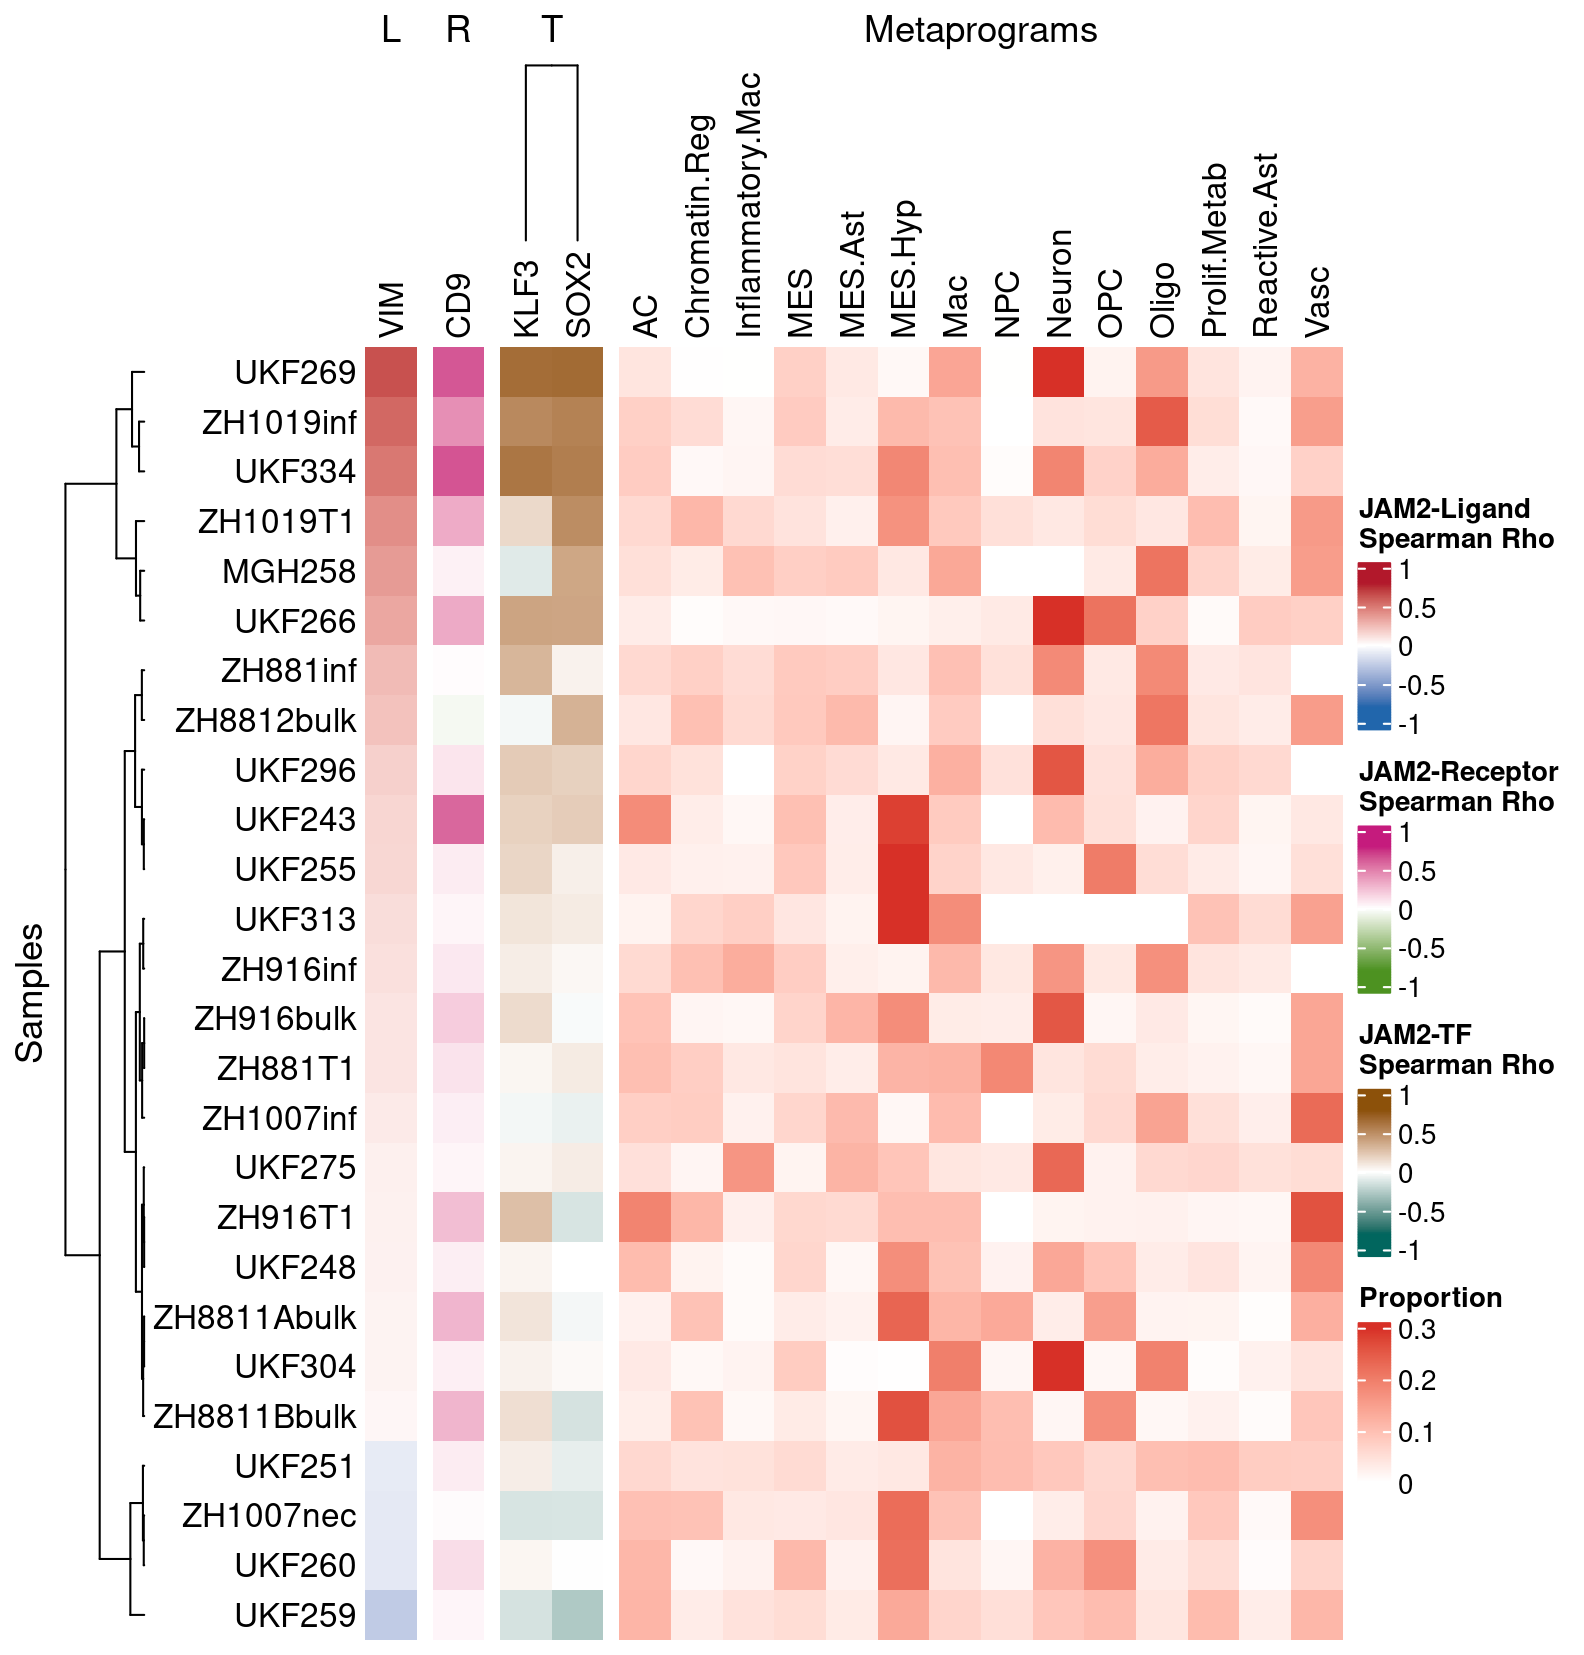 L R T Metaprograms
VIM
CD9
KLF3
SOX2
AC
Chromatin.Reg
Inflammatory.Mac
MES
MES.Ast
MES.Hyp
Mac
NPC
Neuron
OPC
Oligo
Prolif.Metab
Reactive.Ast
Vasc
Samples
UKF269
ZH1019inf
UKF334
ZH1019T1
MGH258
UKF266
ZH881inf
ZH8812bulk
UKF296
UKF243
UKF255
UKF313
ZH916inf
ZH916bulk
ZH881T1
ZH1007inf
UKF275
ZH916T1
UKF248
ZH8811Abulk
UKF304
ZH8811Bbulk
UKF251
ZH1007nec
UKF260
UKF259
JAM2-Ligand
Spearman Rho
1
0.5
0
-0.5
-1
JAM2-Receptor
Spearman Rho
1
0.5
0
-0.5
-1
JAM2-TF
Spearman Rho
1
0.5
0
-0.5
-1
Proportion
0.3
0.2
0.1
0